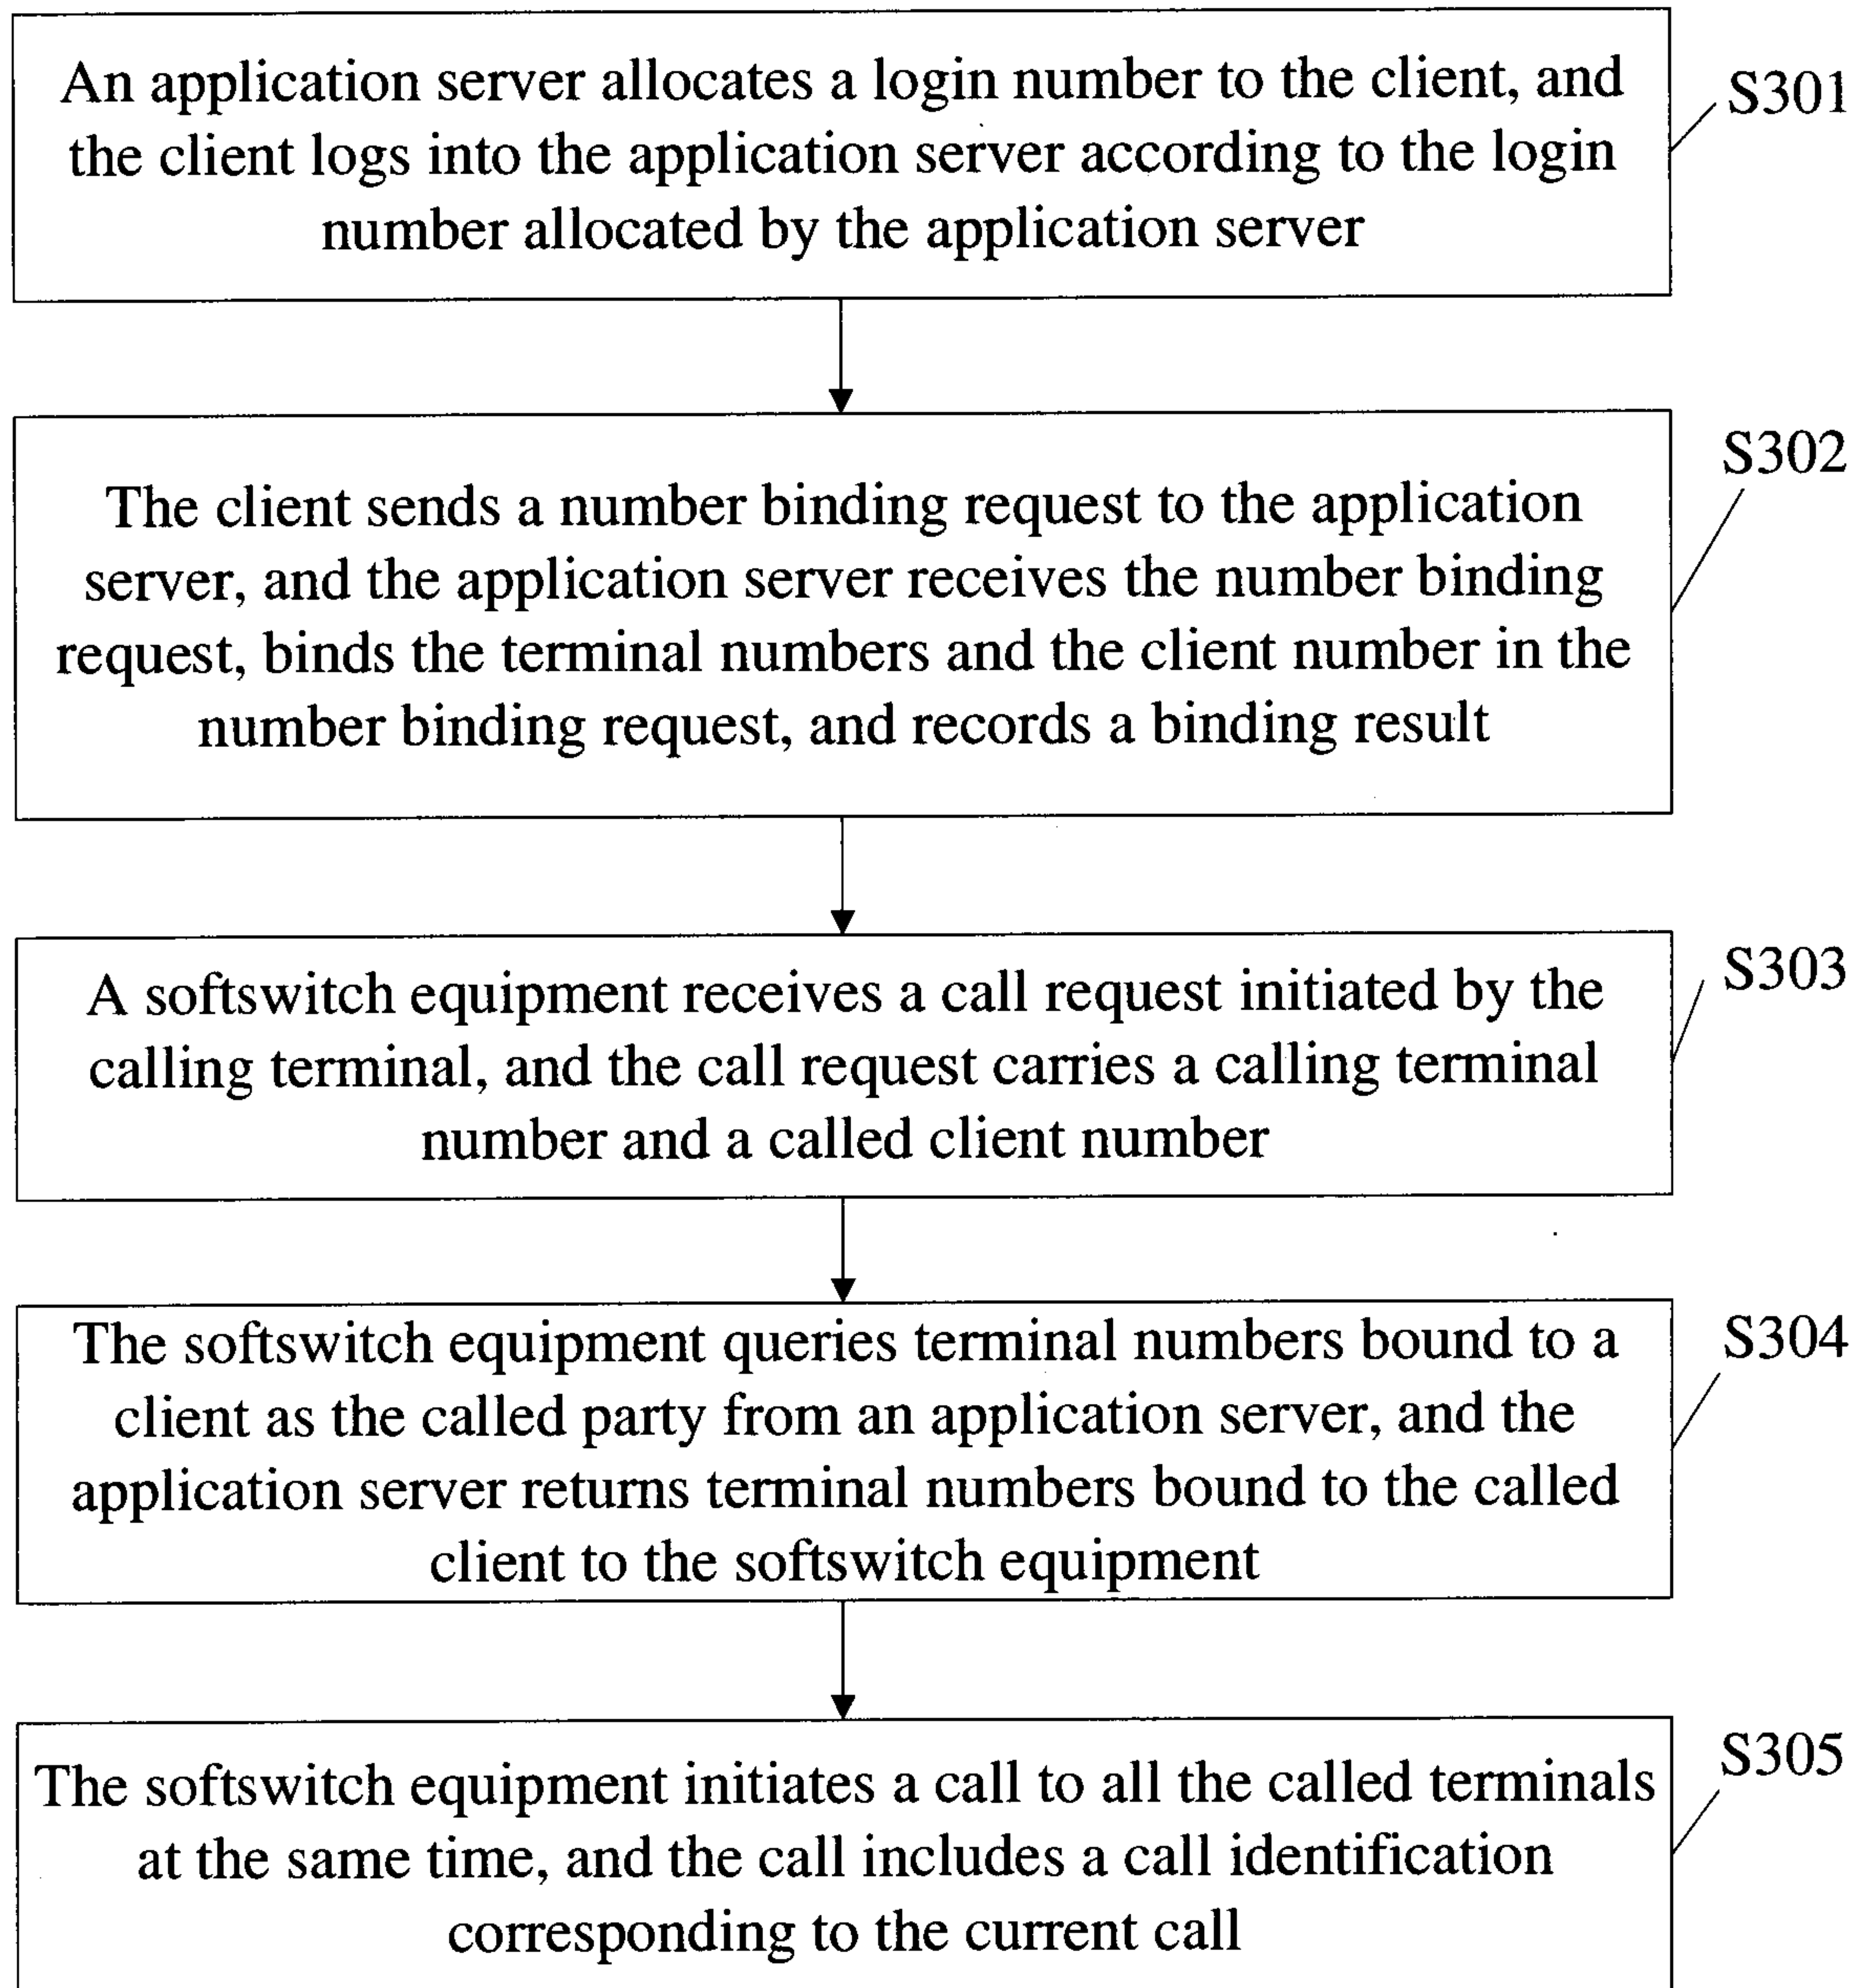 An application server allocates a login number to the client, and
the client logs into the application server according to the login
number allocated by the application server
S301
The client sends a number binding request to the application
server, and the application server receives the number binding
request, binds the terminal numbers and the client number in the
number binding request, and records a binding result
S302
A softswitch equipment receives a call request initiated by the
calling terminal, and the call request carries a calling terminal
number and a called client number
S303
The softswitch equipment queries terminal numbers bound to a
client as the called party from an application server, and the
application server returns terminal numbers bound to the called
client to the softswitch equipment
S304
The softswitch equipment initiates a call to all the called terminals
at the same time, and the call includes a call identification
corresponding to the current call
S305